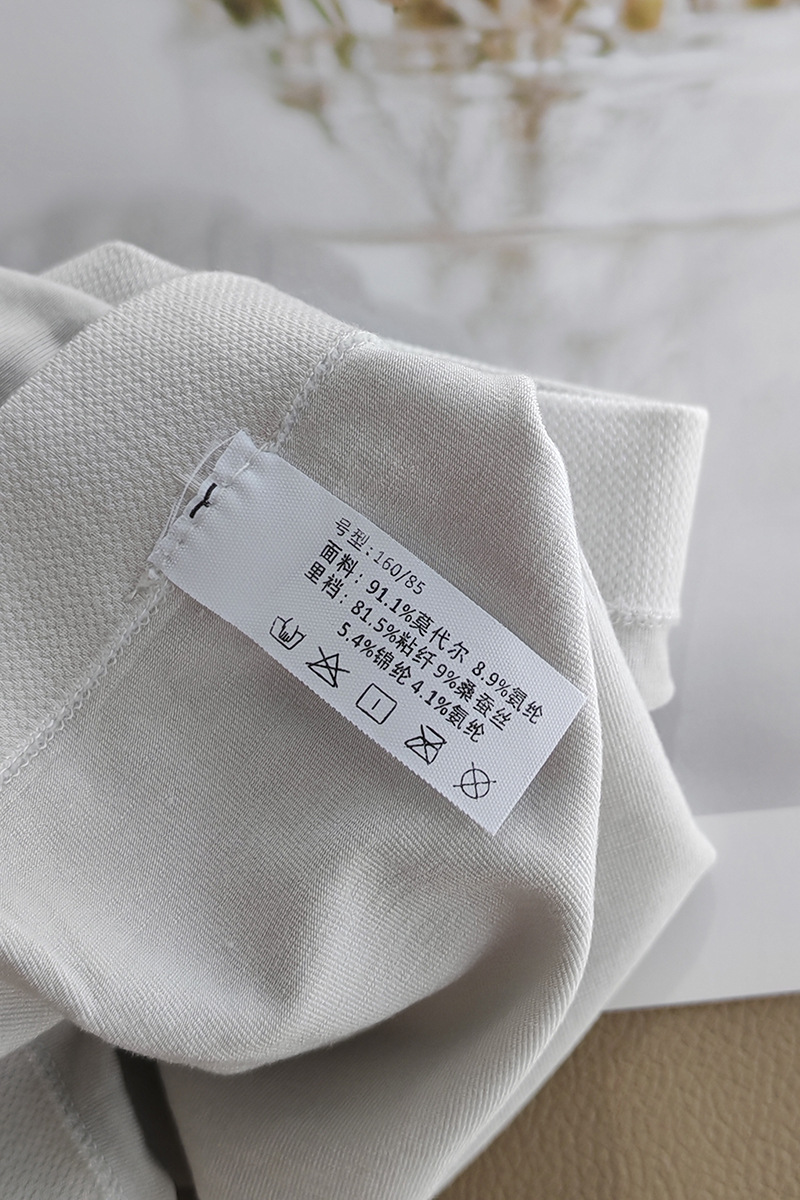 号型:160/85
面料: 91.1%莫代尔 8.9%氨纶
里裆: 81.5%粘纤 9%桑蚕丝
5.4%锦纶 4.1%氨纶